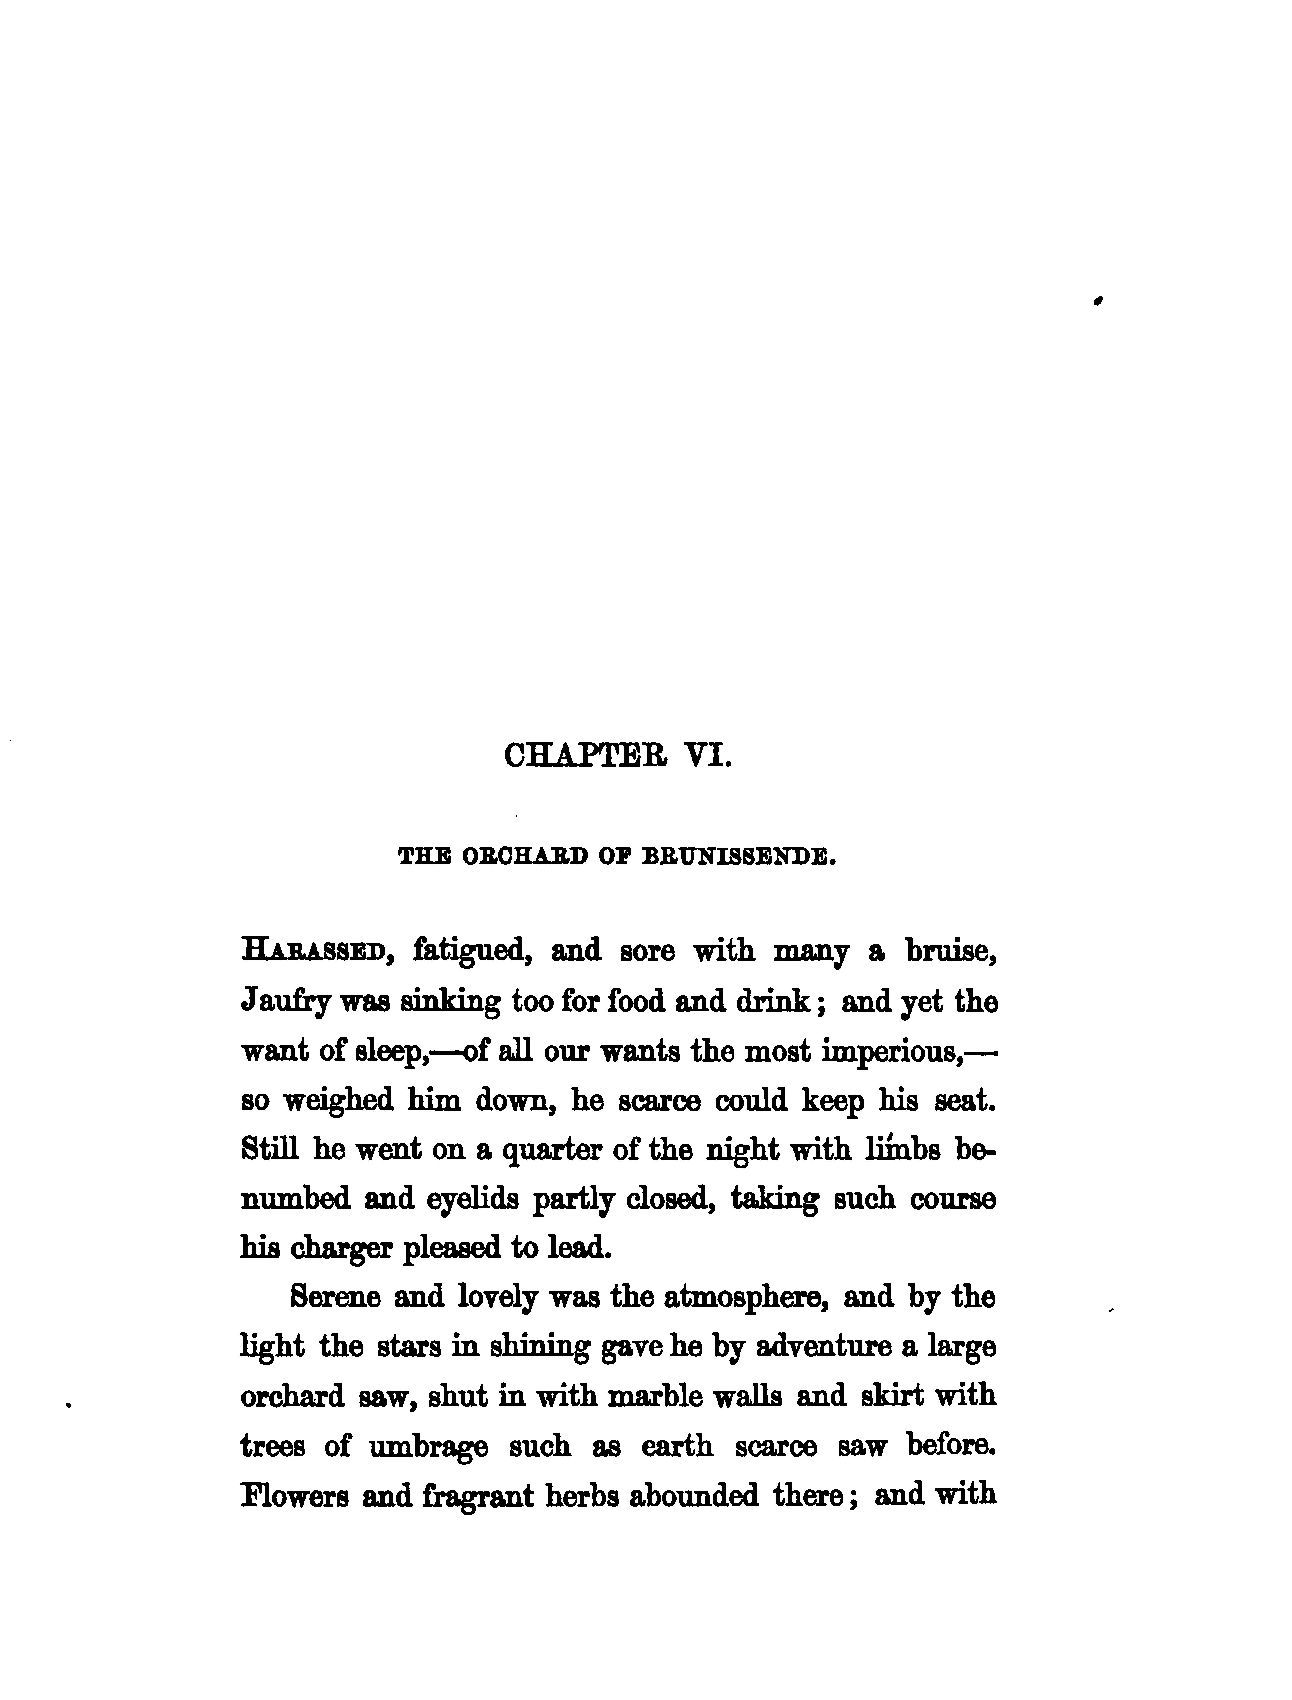 CHAPTER VI.
THE ORCHARD OF BRUNISSENDE.
HARASSED, fatigued, and sore with many a bruise,
Jaufry was sinking too for food and drink; and yet the
want of sleep,—of all our wants the most imperious,—
so weighed him down, he scarce could keep his seat.
Still he went on a quarter of the night with limbs be-
numbed and eyelids partly closed, taking such course
his charger pleased to lead.
Serene and lovely was the atmosphere, and by the
light the stars in shining gave he by adventure a large
orchard saw, shut in with marble walls and skirt with
trees of umbrage such as earth scarce saw before.
Flowers and fragrant herbs abounded there; and with